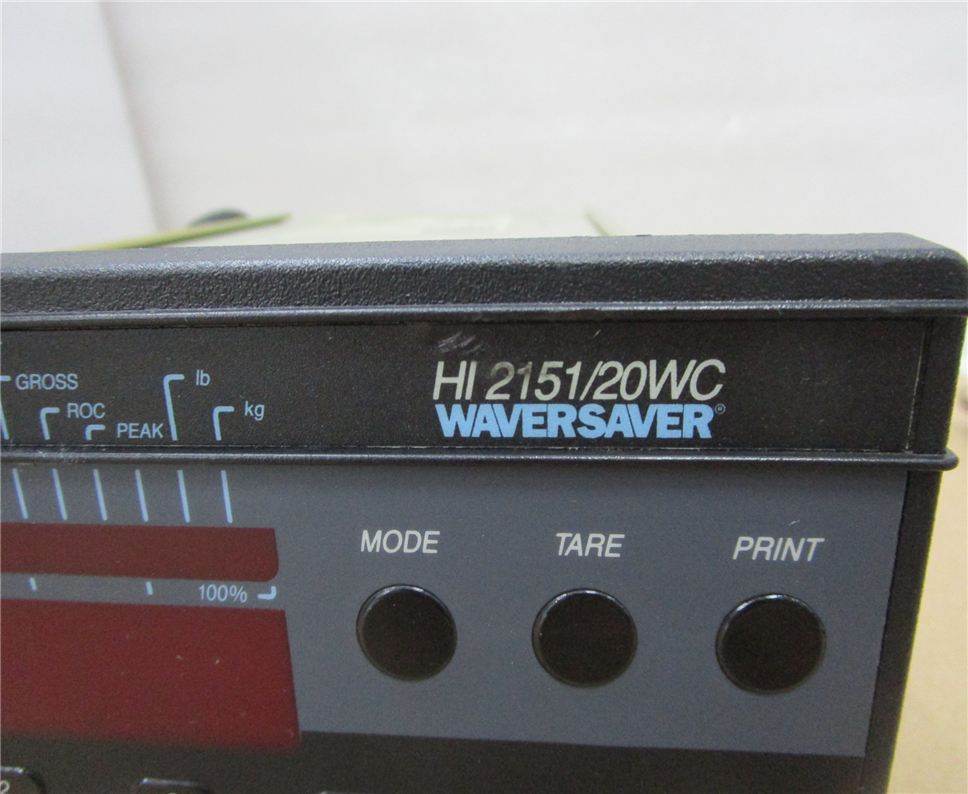 GROSS
ROC
PEAK
lb
kg
HI 2151/20WC
WAVERSAVER®
100%
MODE
TARE
PRINT